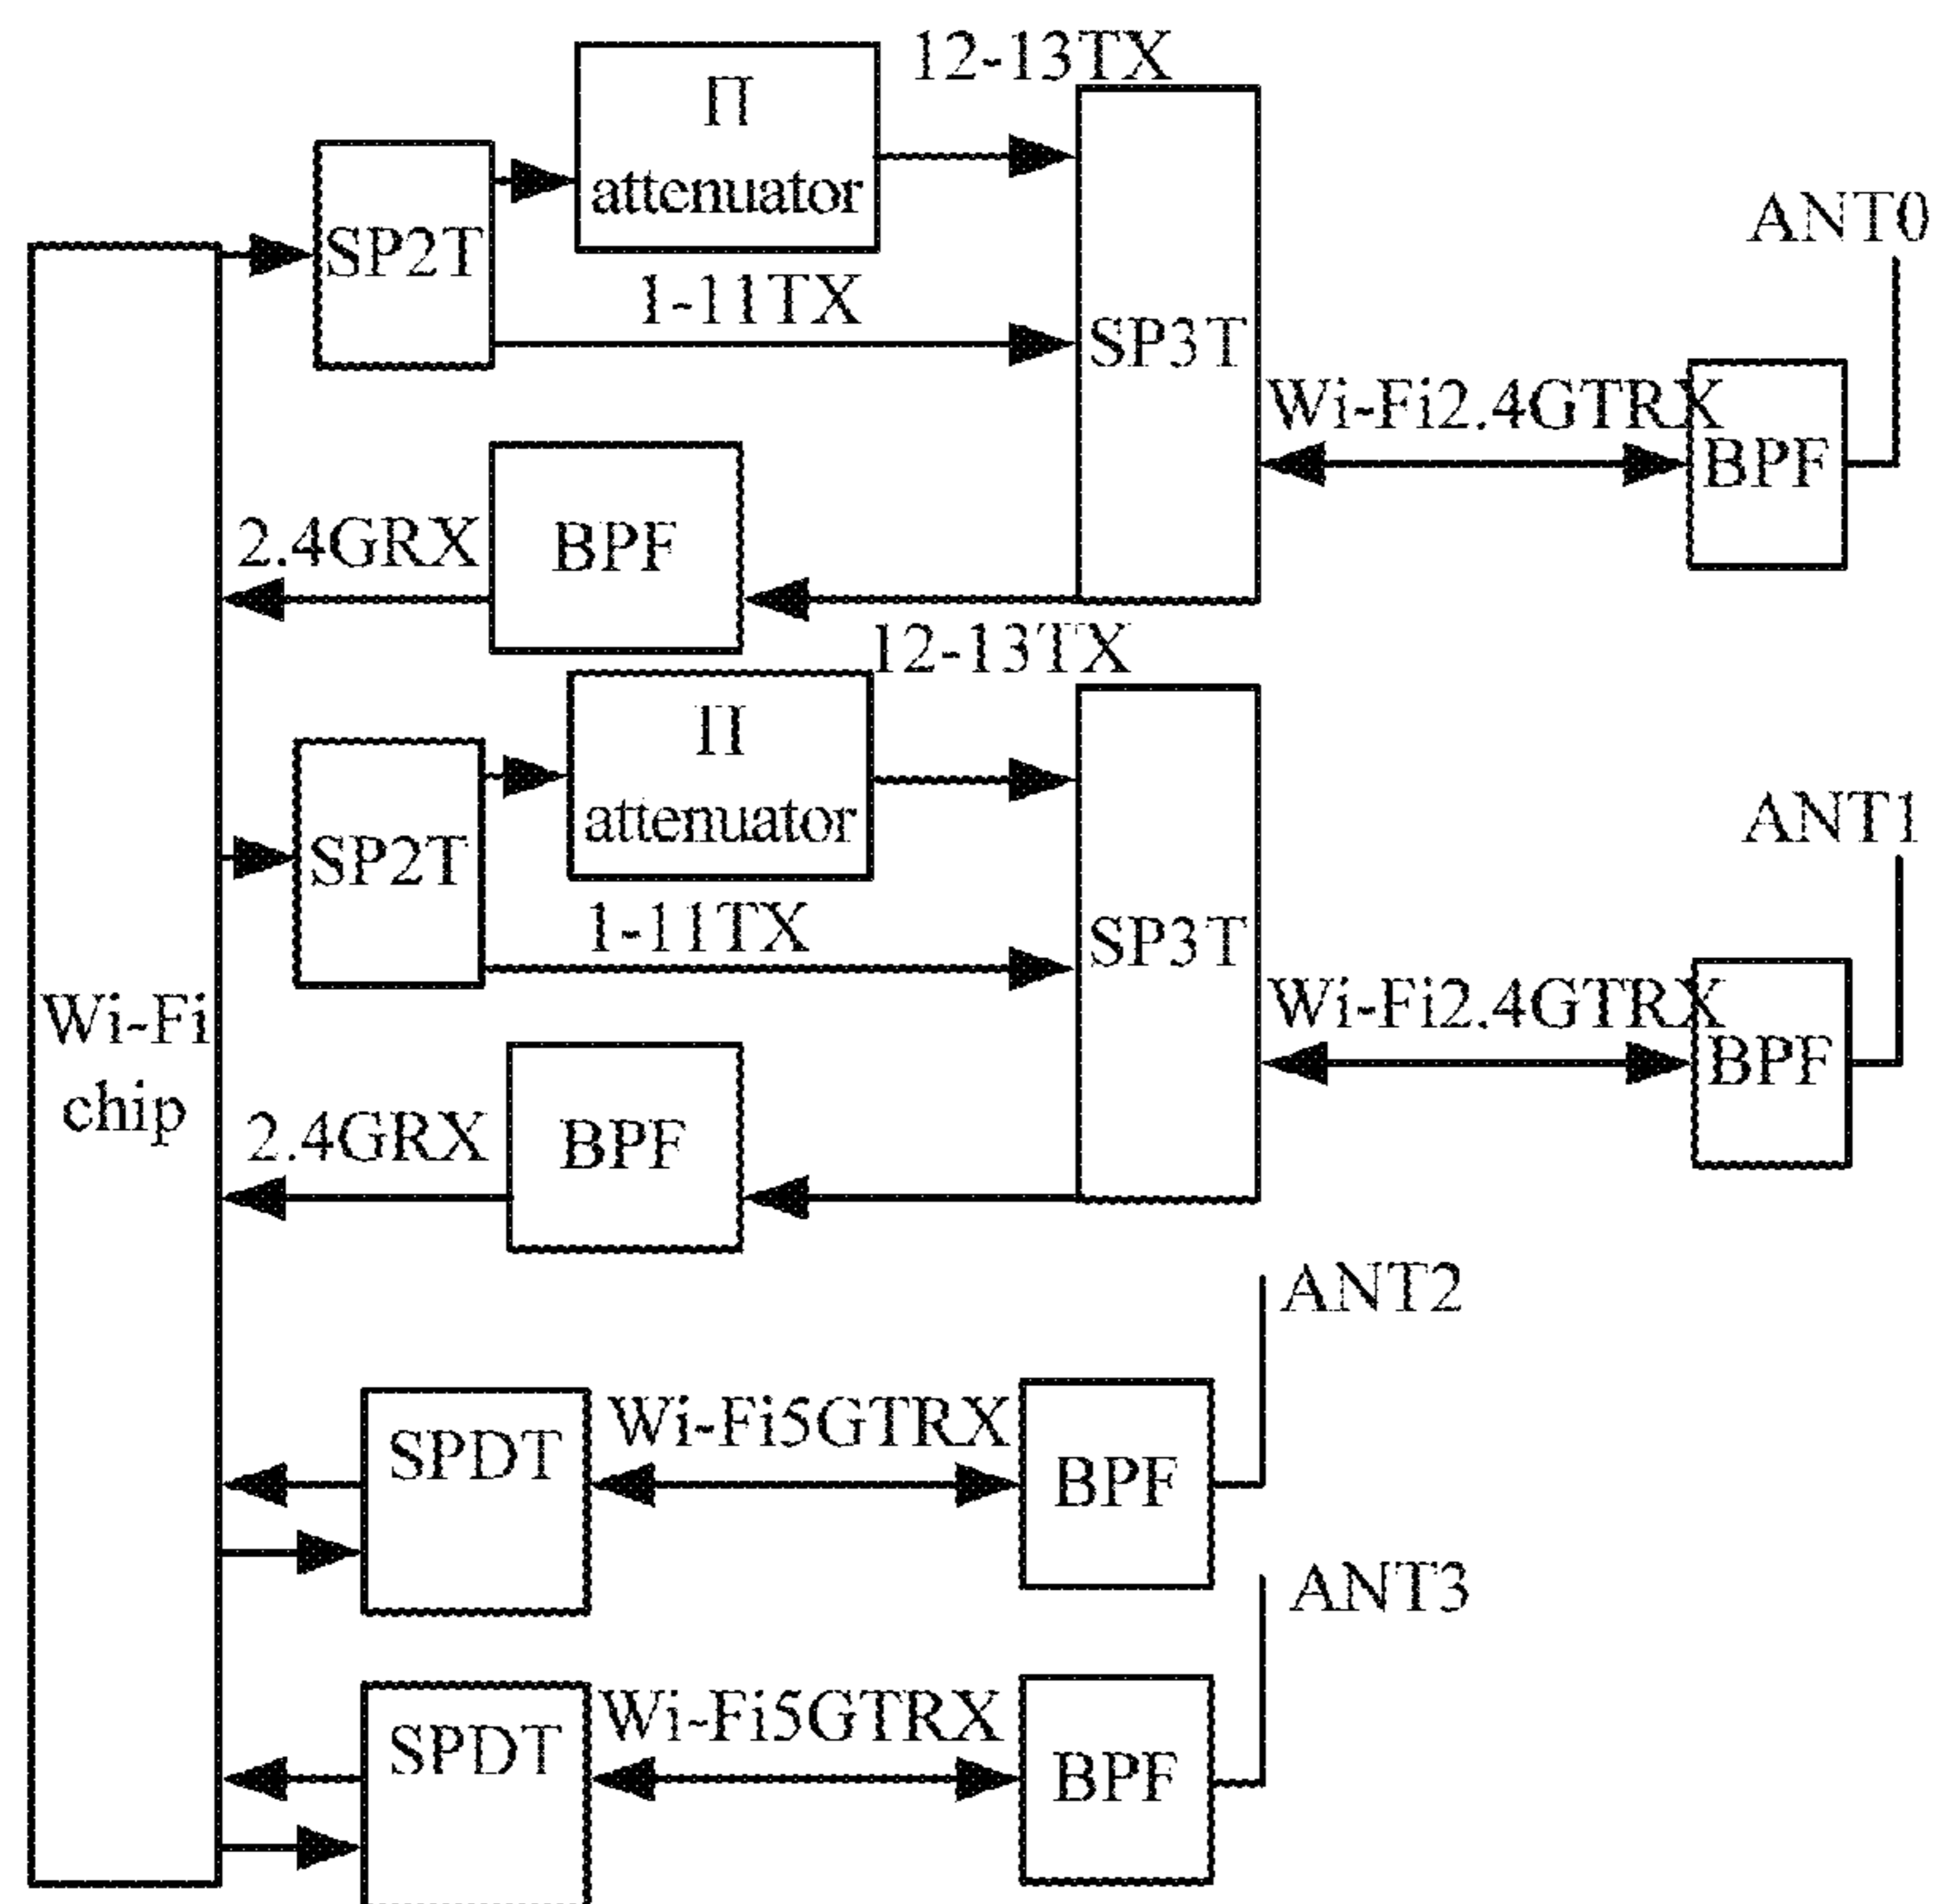 12-13TX
Π
attenuator
SP2T
1-11TX
SP3T
ANT0
Wi-Fi2.4GTRX
BPF
2.4GRX
BPF
12-13TX
Π
attenuator
SP2T
1-11TX
SP3T
ANT1
Wi-Fi2.4GTRX
BPF
Wi-Fi
chip
2.4GRX
BPF
ANT2
SPDT
Wi-Fi5GTRX
BPF
ANT3
SPDT
Wi-Fi5GTRX
BPF